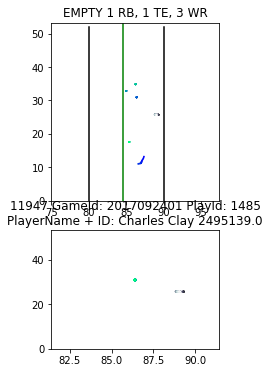 EMPTY 1 RB, 1 TE, 3 WR
50
40
30
20
10
0
75 80 85 90 95
11947 GameId: 2017092401 PlayId: 1485
PlayerName + ID: Charles Clay 2495139.0
40
20
0
82.5 85.0 87.5 90.0